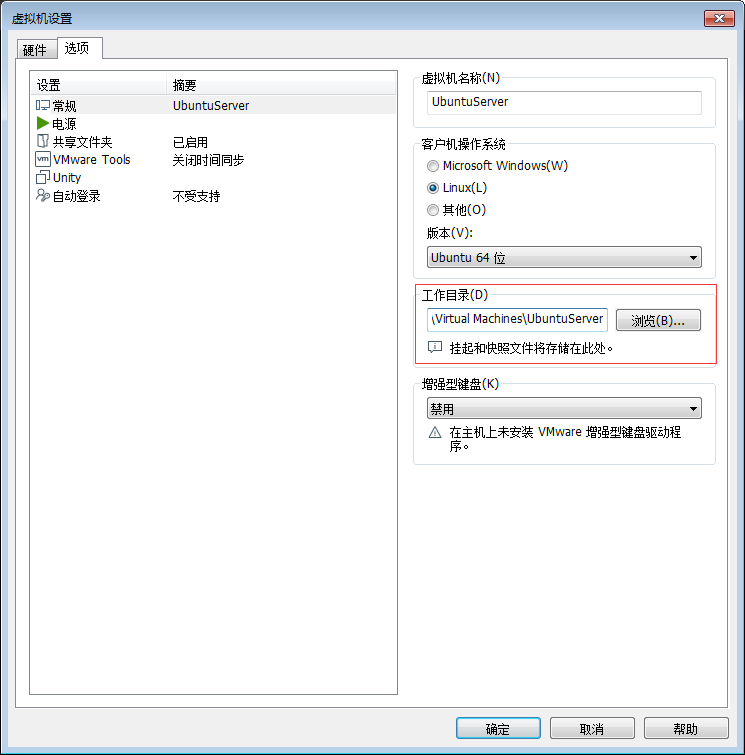 虚拟机设置
硬件 选项
设置 摘要
常规 UbuntuServer
电源
共享文件夹 已启用
VMware Tools 关闭时间同步
Unity
自动登录 不受支持
虚拟机名称(N)
UbuntuServer
客户机操作系统
Microsoft Windows(W)
Linux(L)
其他(O)
版本(V):
Ubuntu 64 位
工作目录(D)
\Virtual Machines\UbuntuServer 浏览(B)...
挂起和快照文件将存储在此处。
增强型键盘(K)
禁用
在主机上未安装 VMware 增强型键盘驱动程
序。
确定 取消 帮助